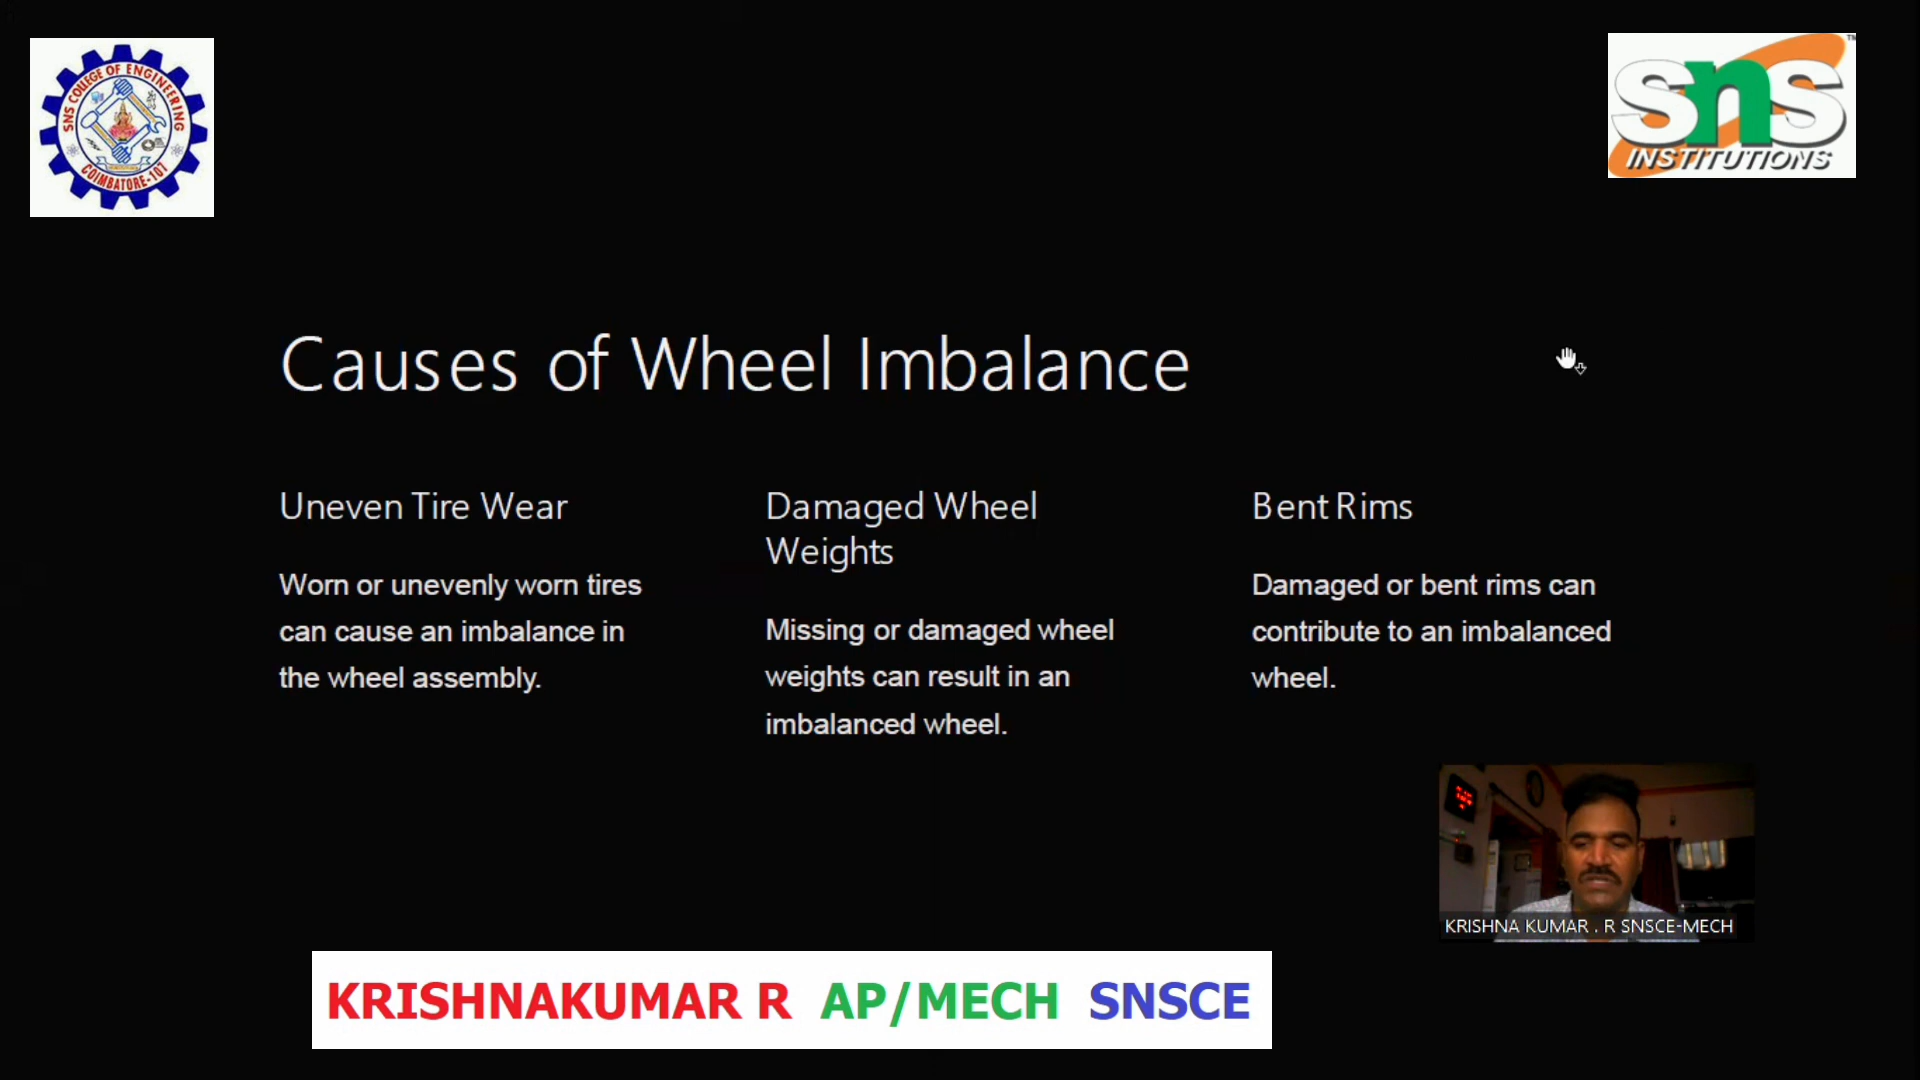 SNS COLLEGE OF ENGINEERING
COIMBATORE-107
sns
TM
INSTITUTIONS
Causes of Wheel Imbalance
Uneven Tire Wear
Worn or unevenly worn tires
can cause an imbalance in
the wheel assembly.
Damaged Wheel
Weights
Missing or damaged wheel
weights can result in an
imbalanced wheel.
Bent Rims
Damaged or bent rims can
contribute to an imbalanced
wheel.
KRISHNA KUMAR . R SNSCE-MECH
KRISHNAKUMAR R AP/MECH SNSCE